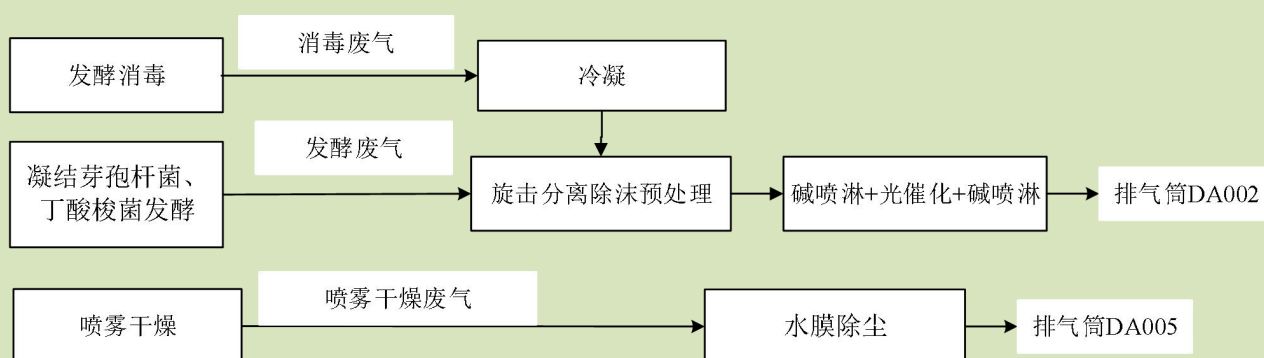 消毒废气
发酵消毒
冷凝
发酵废气
凝结芽孢杆菌、
丁酸梭菌发酵
旋击分离除沫预处理
碱喷淋+光催化+碱喷淋
排气筒DA002
喷雾干燥废气
喷雾干燥
水膜除尘
排气筒DA005